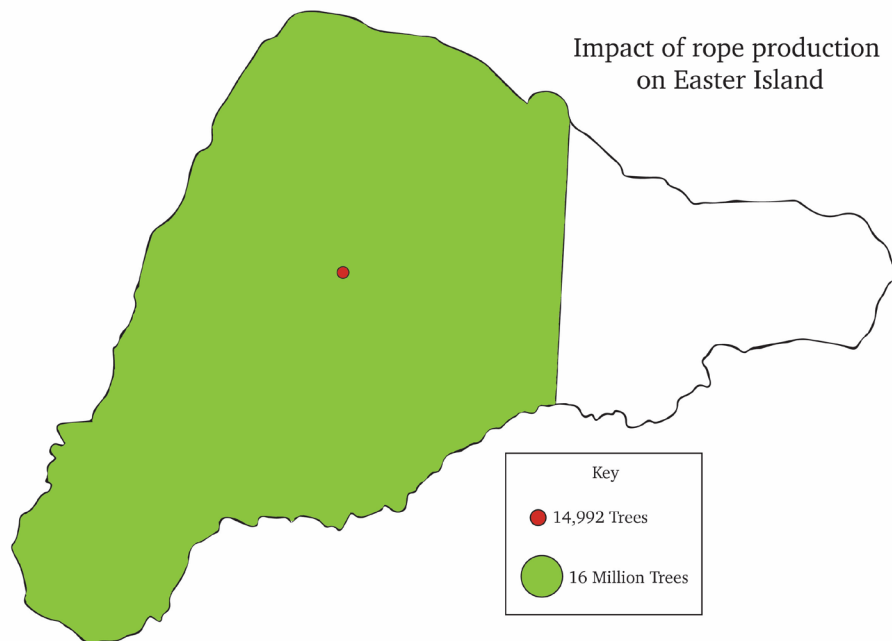 Impact of rope production
on Easter Island
Key
14,992 Trees
16 Million Trees